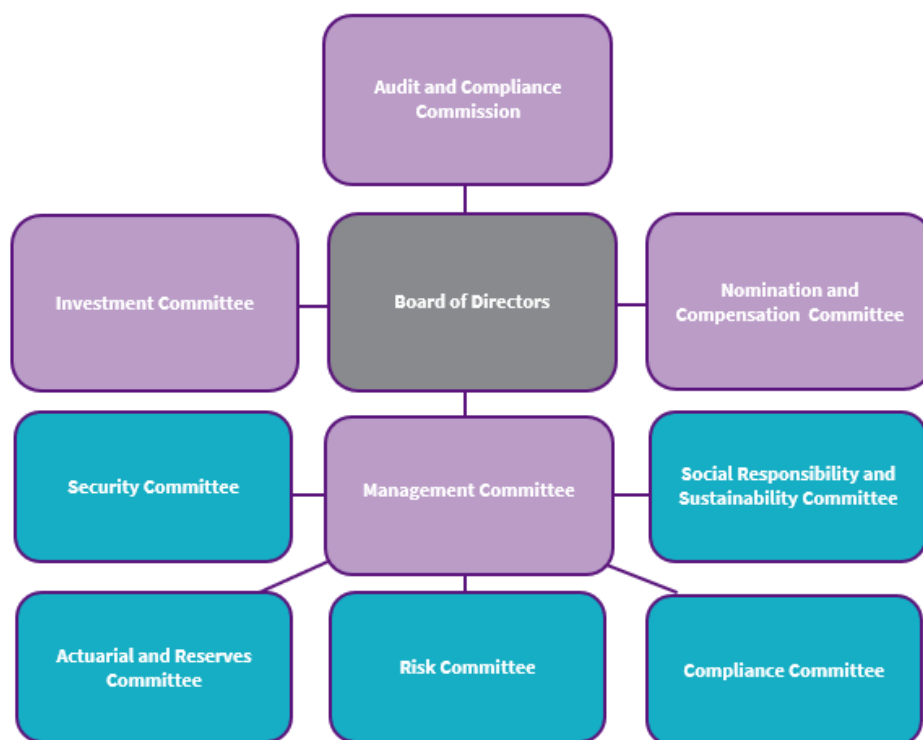 Audit and Compliance
Commission
Investment Committee
Board of Directors
Nomination and
Compensation Committee
Security Committee
Management Committee
Social Responsibility and
Sustainability Committee
Actuarial and Reserves
Committee
Risk Committee
Compliance Committee